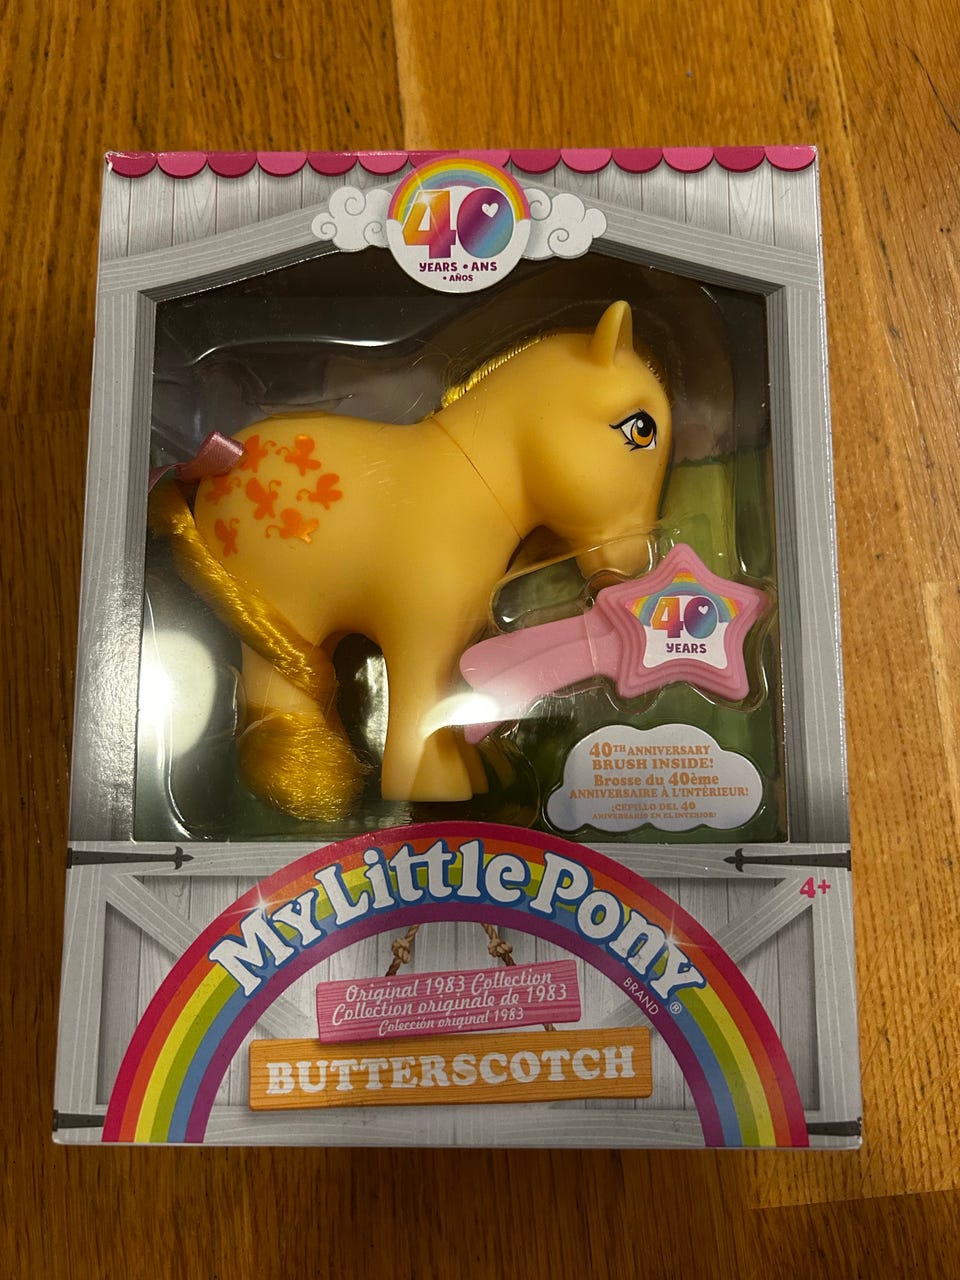 40
YEARS • ANS
• AÑOS
40
YEARS
40TH ANNIVERSARY
BRUSH INSIDE!
Brosse du 40ème
ANNIVERSAIRE À L'INTÉRIEUR!
¡CEPILLO DEL 40
ANIVERSARIO EN EL INTERIOR!
4+
My Little Pony
BRAND ®
Original 1983 Collection
Collection originale de 1983
Colección original 1983
BUTTERSCOTCH